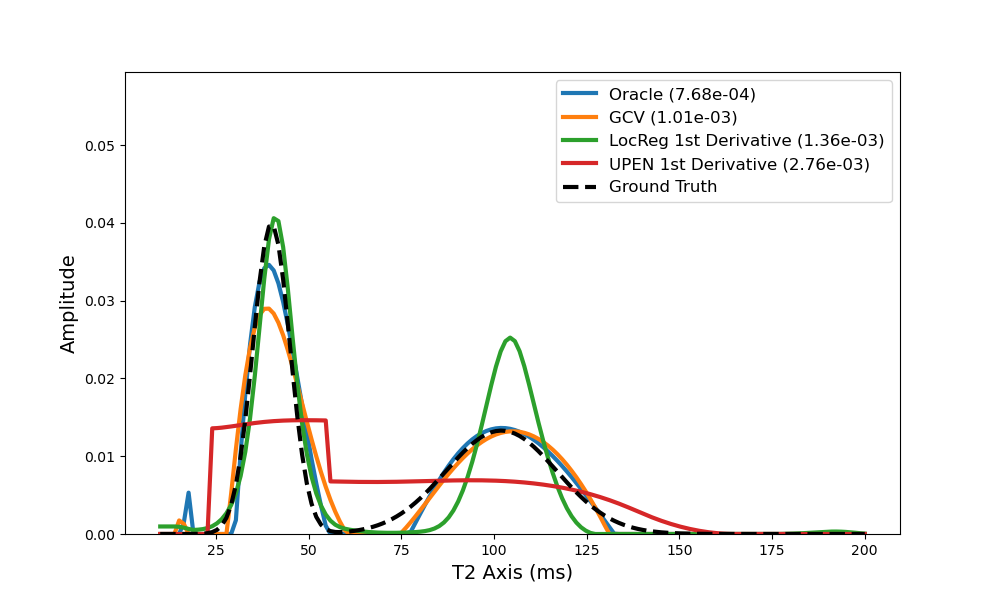 Oracle (7.68e-04)
GCV (1.01e-03)
LocReg 1st Derivative (1.36e-03)
UPEN 1st Derivative (2.76e-03)
Ground Truth
0.05
0.04
0.03
0.02
0.01
0.00
Amplitude
25 50 75 100 125 150 175 200
T2 Axis (ms)